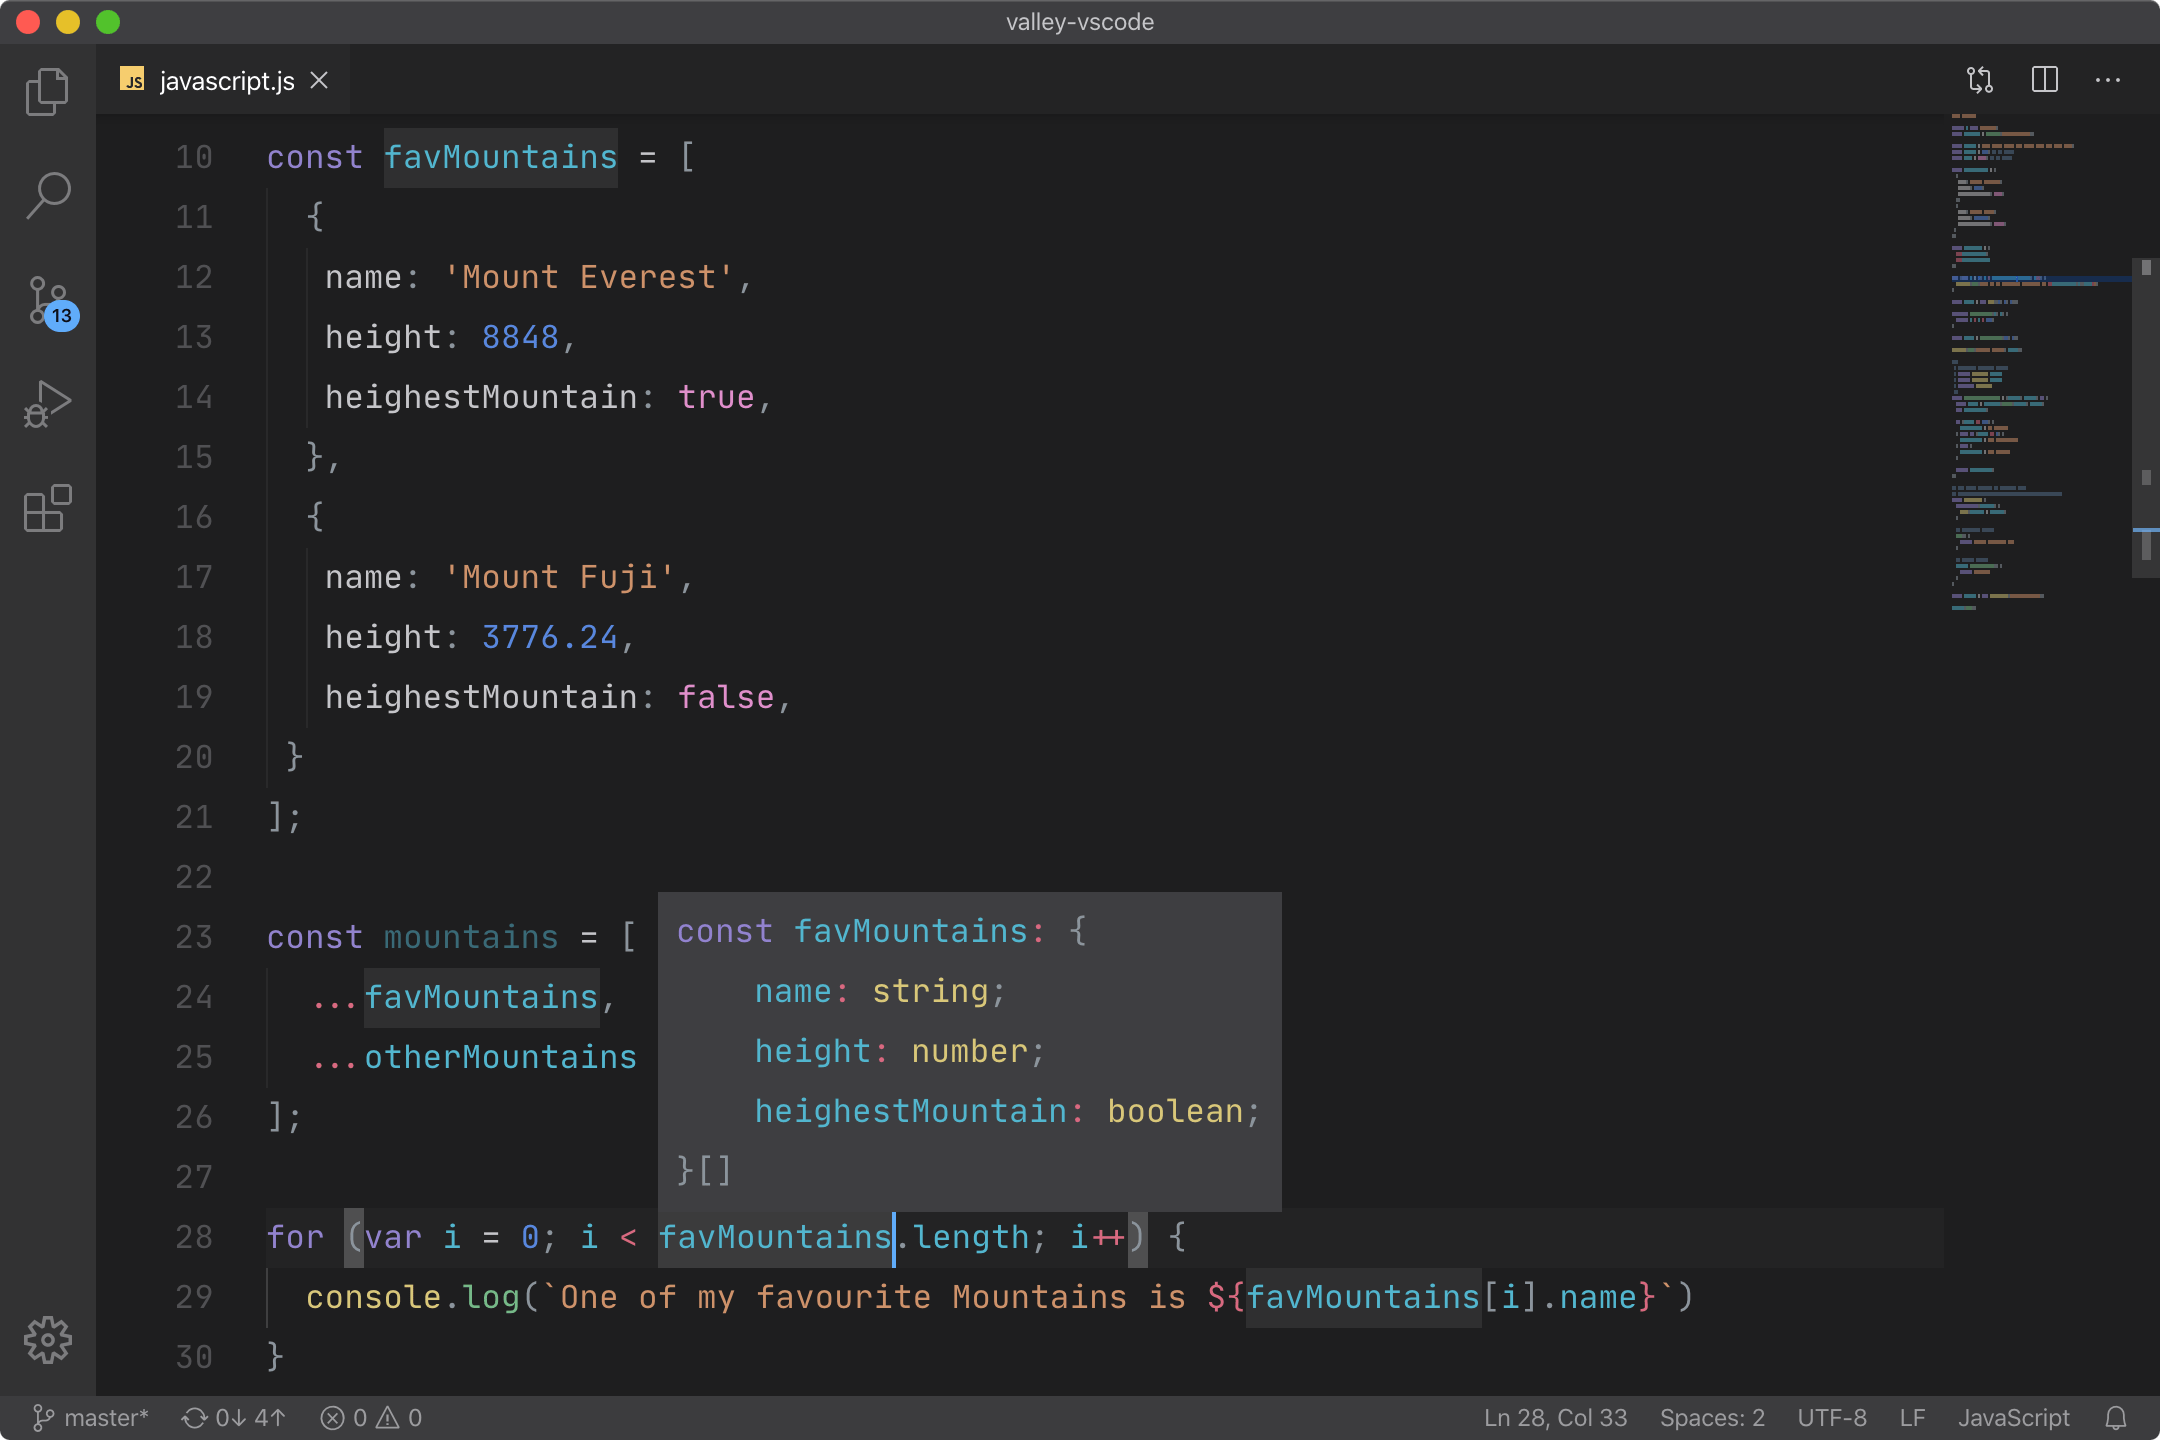 valley-vscode
JS javascript.js
10 const favMountains = [
11 {
12 name: 'Mount Everest',
13 height: 8848,
14 heighestMountain: true,
15 },
16 {
17 name: 'Mount Fuji',
18 height: 3776.24,
19 heighestMountain: false,
20 }
21 ];
22
23 const mountains = [
24 ...favMountains,
25 ...otherMountains
26 ];
27
const favMountains: {
name: string;
height: number;
heighestMountain: boolean;
}[]
28 for (var i = 0; i < favMountains.length; i++) {
29 console.log(`One of my favourite Mountains is ${favMountains[i].name}`)
30 }
13
master* 0↓ 4↑ 0 0 Ln 28, Col 33 Spaces: 2 UTF-8 LF JavaScript